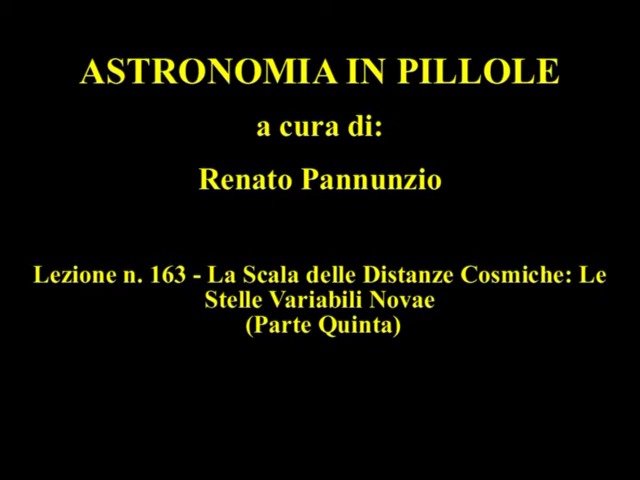 ASTRONOMIA IN PILLOLE
a cura di:
Renato Pannunzio
Lezione n. 163 - La Scala delle Distanze Cosmiche: Le
Stelle Variabili Novae
(Parte Quinta)